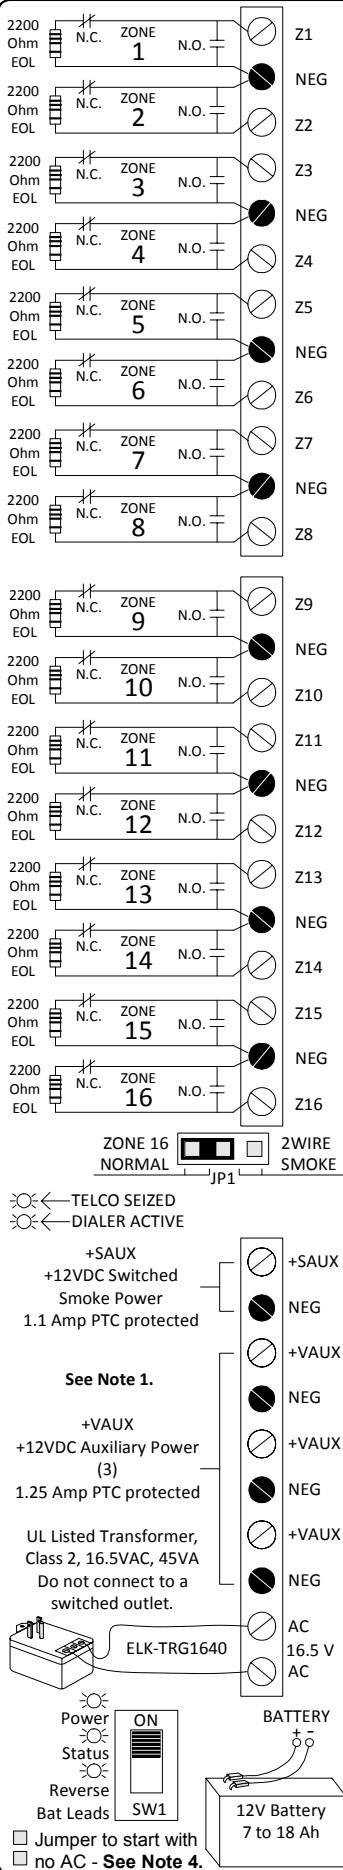 2200
Ohm
EOL
N.C.
ZONE
1
N.O.
Z1
NEG
2200
Ohm
EOL
N.C.
ZONE
2
N.O.
Z2
2200
Ohm
EOL
N.C.
ZONE
3
N.O.
Z3
NEG
2200
Ohm
EOL
N.C.
ZONE
4
N.O.
Z4
2200
Ohm
EOL
N.C.
ZONE
5
N.O.
Z5
NEG
2200
Ohm
EOL
N.C.
ZONE
6
N.O.
Z6
2200
Ohm
EOL
N.C.
ZONE
7
N.O.
Z7
NEG
2200
Ohm
EOL
N.C.
ZONE
8
N.O.
Z8
2200
Ohm
EOL
N.C.
ZONE
9
N.O.
Z9
NEG
2200
Ohm
EOL
N.C.
ZONE
10
N.O.
Z10
2200
Ohm
EOL
N.C.
ZONE
11
N.O.
Z11
NEG
2200
Ohm
EOL
N.C.
ZONE
12
N.O.
Z12
2200
Ohm
EOL
N.C.
ZONE
13
N.O.
Z13
NEG
2200
Ohm
EOL
N.C.
ZONE
14
N.O.
Z14
2200
Ohm
EOL
N.C.
ZONE
15
N.O.
Z15
NEG
2200
Ohm
EOL
N.C.
ZONE
16
N.O.
Z16
ZONE 16
NORMAL
2WIRE
SMOKE
JP1
TELCO SEIZED
DIALER ACTIVE
+SAUX
+12VDC Switched
Smoke Power
1.1 Amp PTC protected
+SAUX
NEG
See Note 1.
+VAUX
+12VDC Auxiliary Power
(3)
1.25 Amp PTC protected
+VAUX
NEG
+VAUX
NEG
+VAUX
NEG
UL Listed Transformer,
Class 2, 16.5VAC, 45VA
Do not connect to a
switched outlet.
ELK-TRG1640
AC
16.5 V
AC
Power
Status
Reverse
Bat Leads
ON
SW1
BATTERY
+ -
12V Battery
7 to 18 Ah
Jumper to start with
no AC - See Note 4.